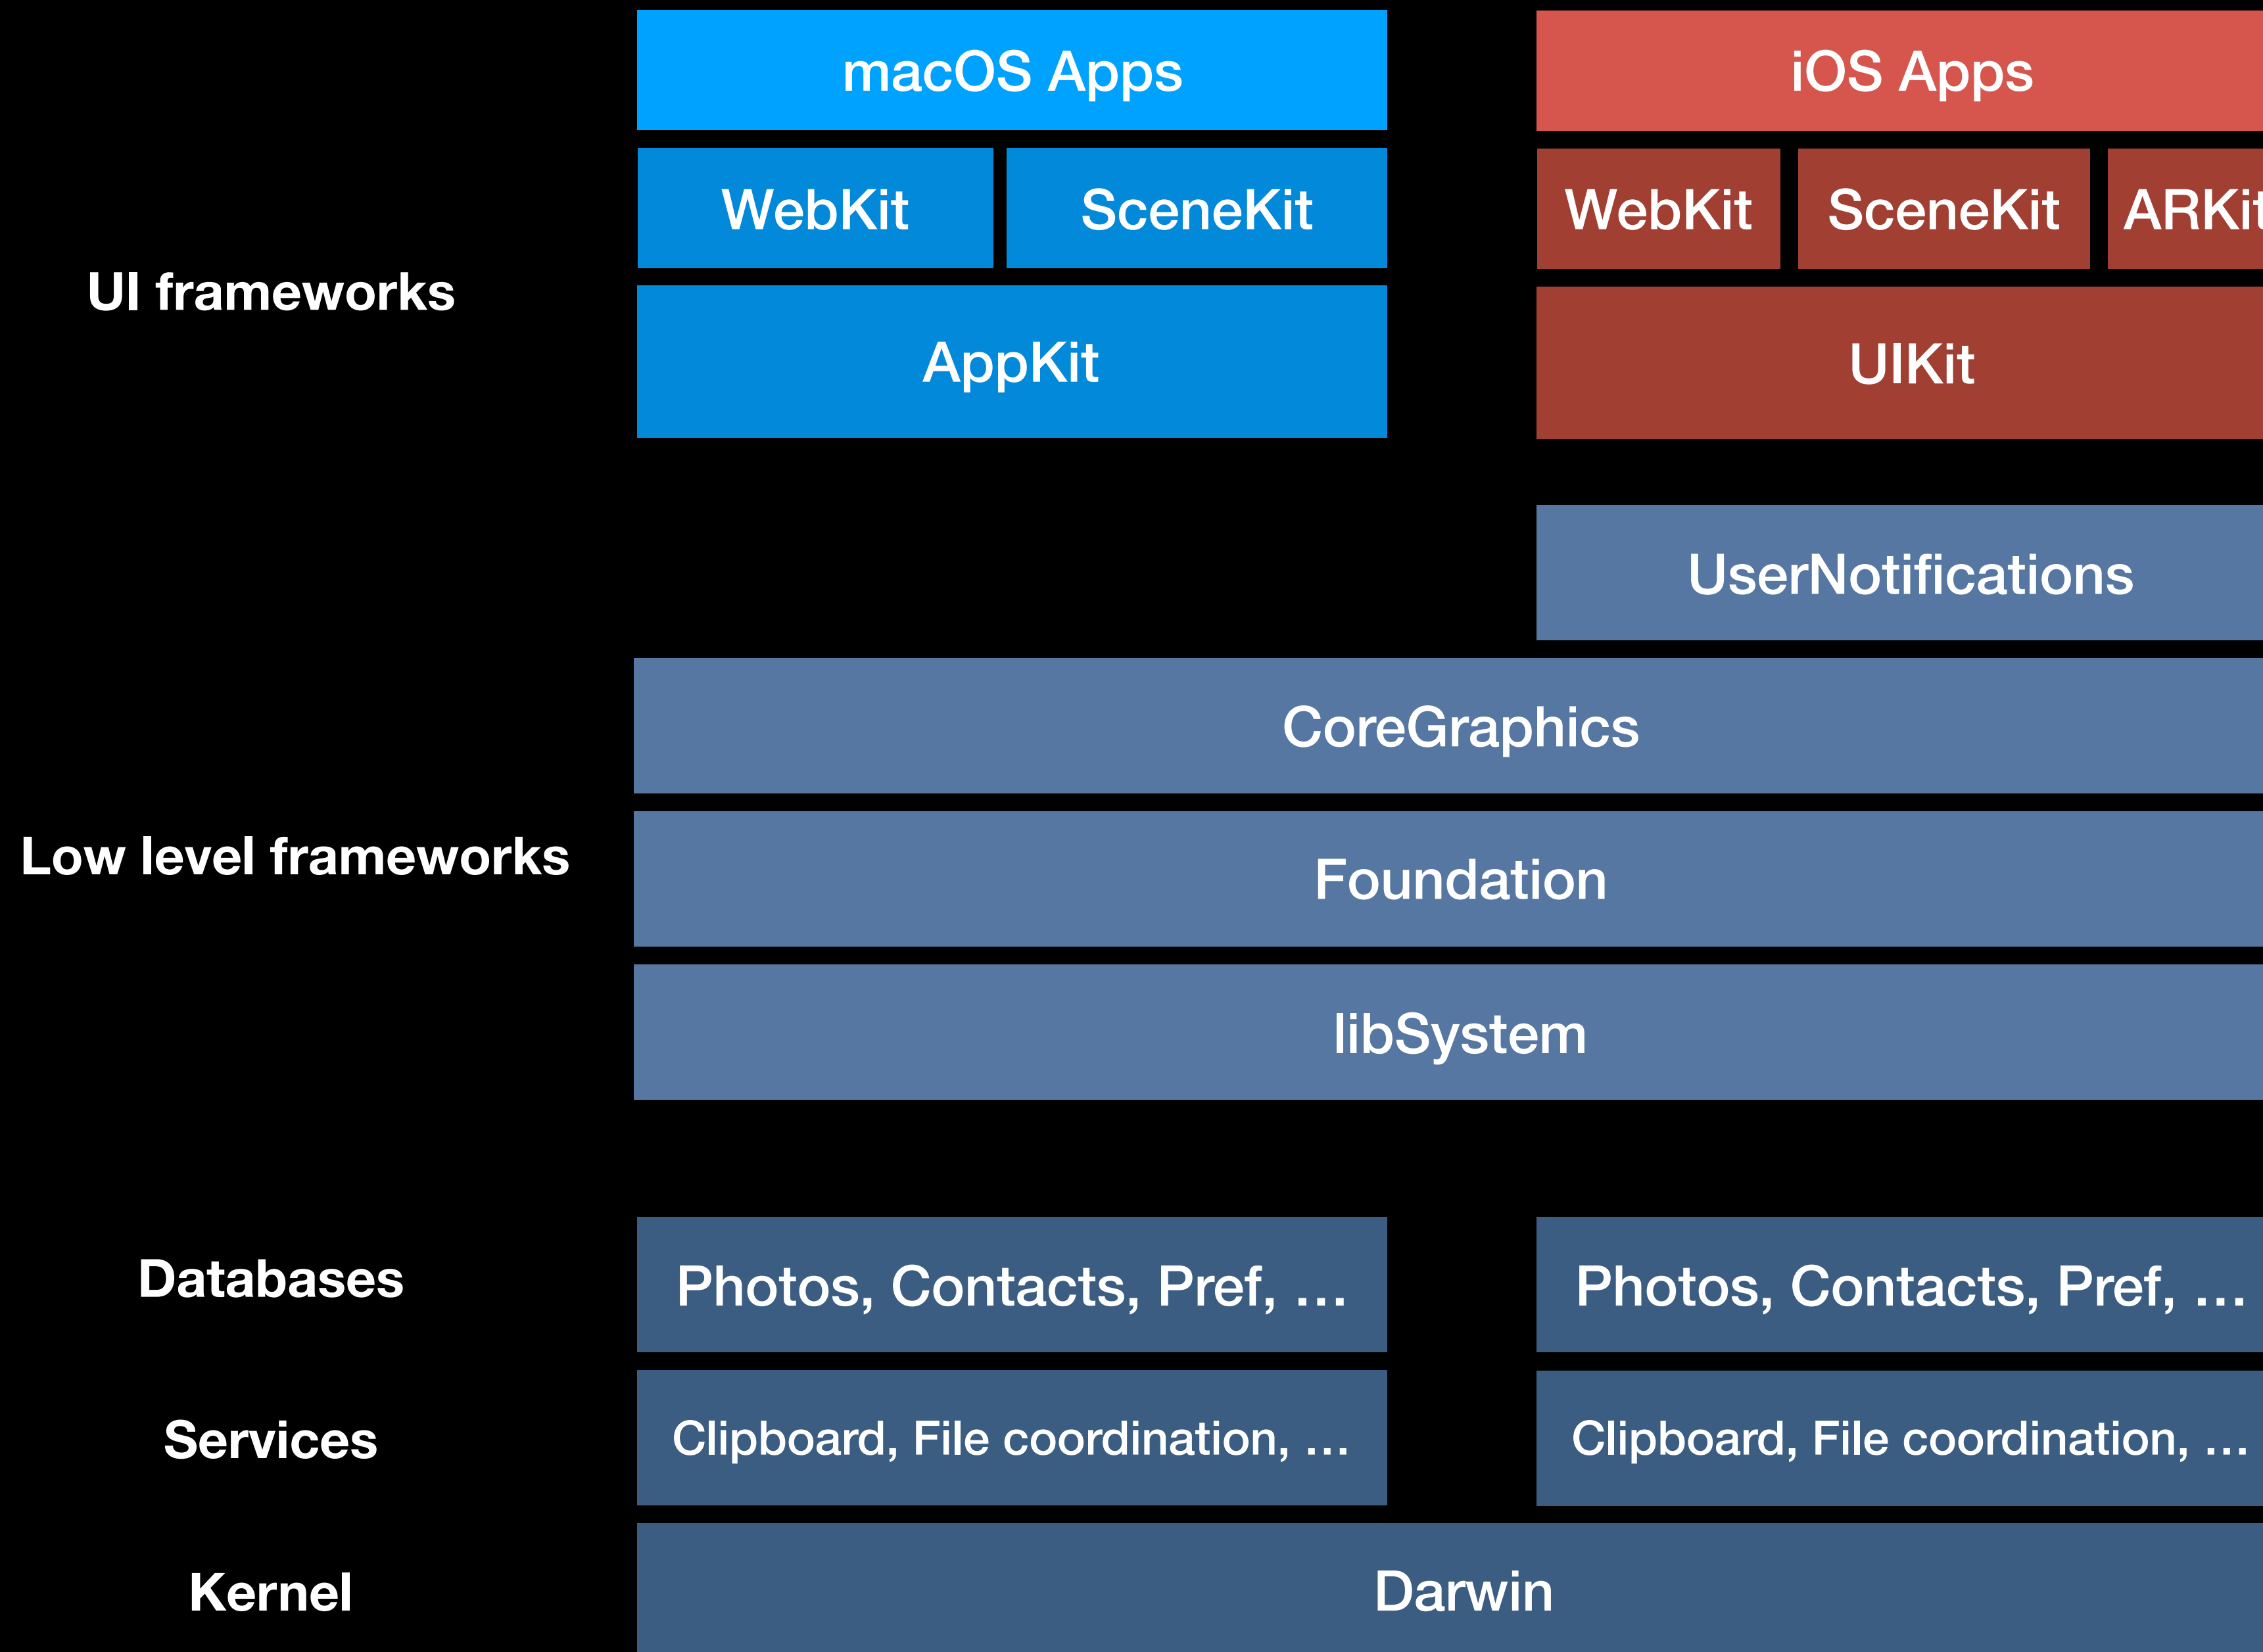 macOS Apps
iOS Apps
UI frameworks
WebKit
SceneKit
WebKit
SceneKit
ARKit
AppKit
UIKit
UserNotifications
Low level frameworks
CoreGraphics
Foundation
libSystem
Databases
Photos, Contacts, Pref, ...
Photos, Contacts, Pref, ...
Services
Clipboard, File coordination, ...
Clipboard, File coordination, ...
Kernel
Darwin